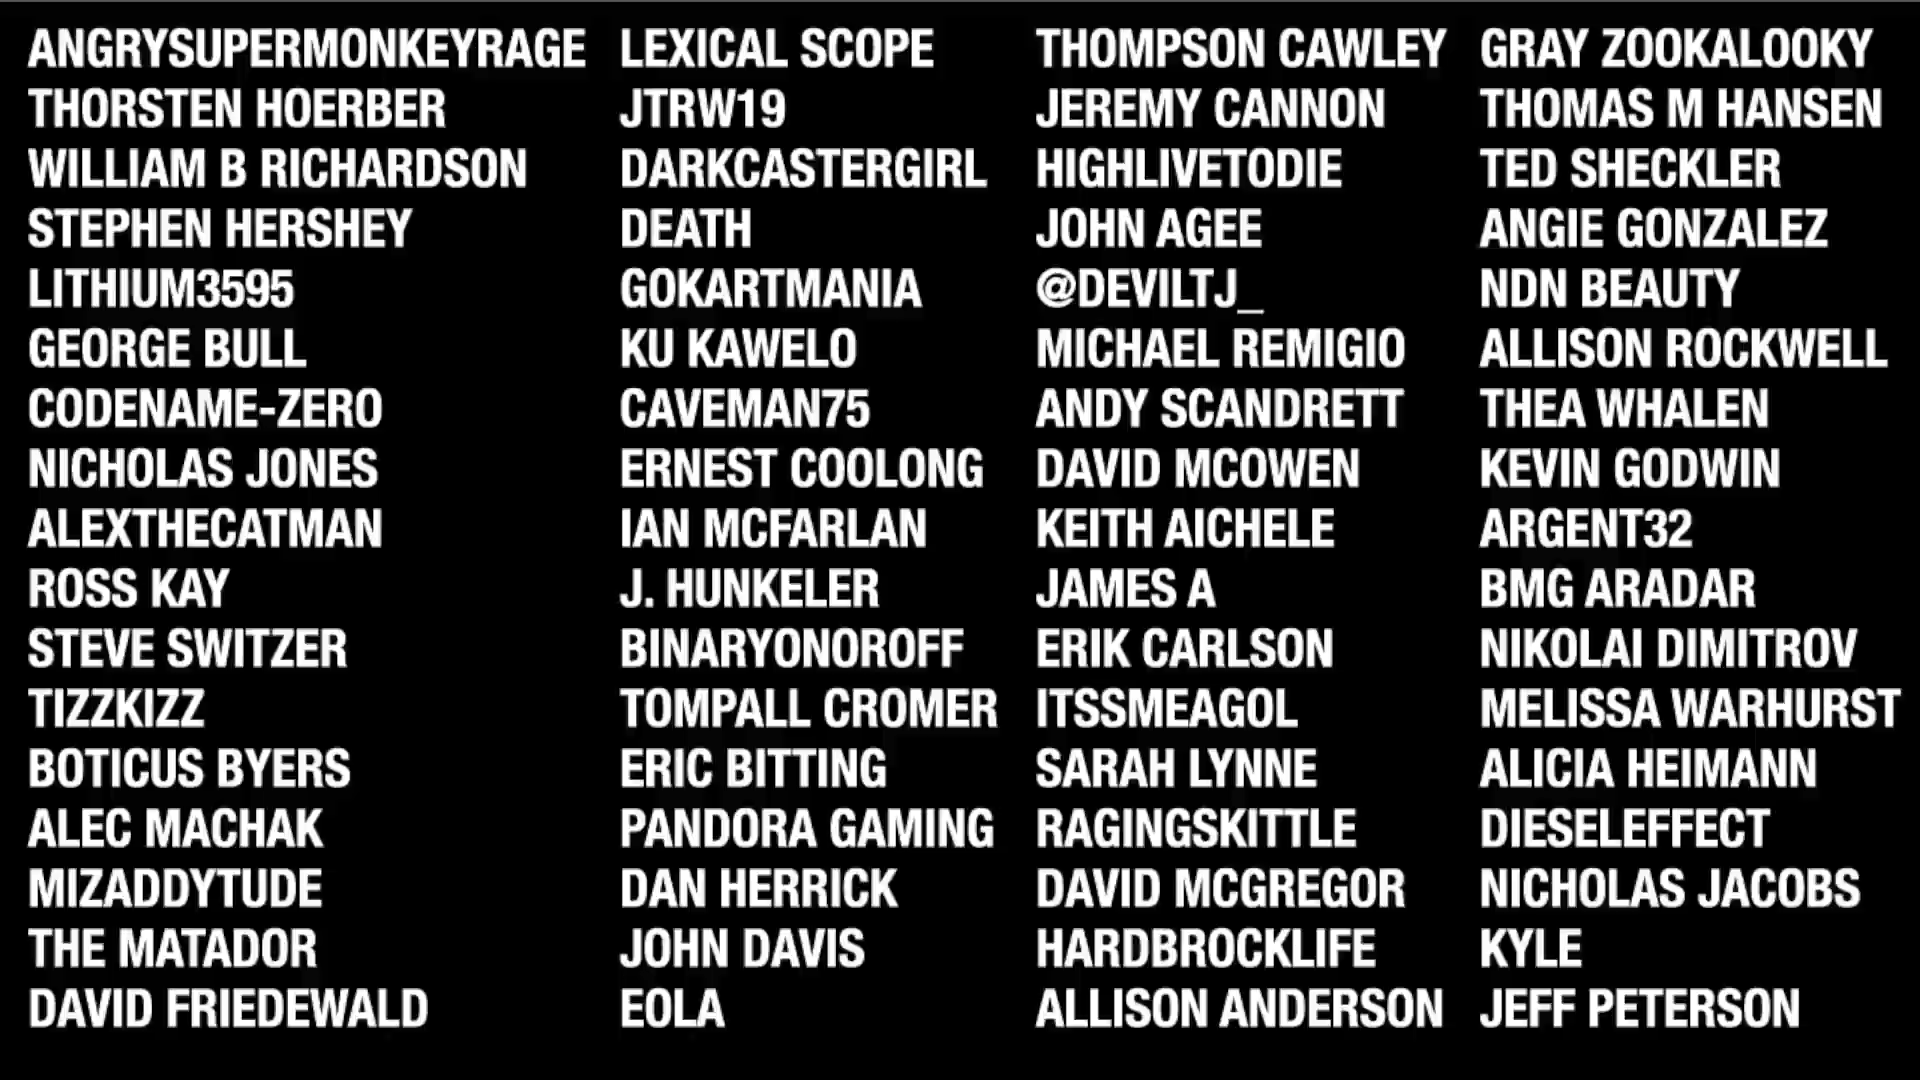 ANGRYSUPERMONKEYRAGE
THORSTEN HOERBER
WILLIAM B RICHARDSON
STEPHEN HERSHEY
LITHIUM3595
GEORGE BULL
CODENAME-ZERO
NICHOLAS JONES
ALEXTHECATMAN
ROSS KAY
STEVE SWITZER
TIZZKIZZ
BOTICUS BYERS
ALEC MACHAK
MIZADDYTUDE
THE MATADOR
DAVID FRIEDEWALD
LEXICAL SCOPE
JTRW19
DARKCASTERGIRL
DEATH
GOKARTMANIA
KU KAWELO
CAVEMAN75
ERNEST COOLONG
IAN MCFARLAN
J. HUNKELER
BINARYONOROFF
TOMPALL CROMER
ERIC BITTING
PANDORA GAMING
DAN HERRICK
JOHN DAVIS
EOLA
THOMPSON CAWLEY
JEREMY CANNON
HIGHLIVETODIE
JOHN AGEE
@DEVILTJ_
MICHAEL REMIGIO
ANDY SCANDRETT
DAVID MCOWEN
KEITH AICHELE
JAMES A
ERIK CARLSON
ITSSMEAGOL
SARAH LYNNE
RAGINGSKITTLE
DAVID MCGREGOR
HARDBROCKLIFE
ALLISON ANDERSON
GRAY ZOOKALOOKY
THOMAS M HANSEN
TED SHECKLER
ANGIE GONZALEZ
NDN BEAUTY
ALLISON ROCKWELL
THEA WHALEN
KEVIN GODWIN
ARGENT32
BMG ARADAR
NIKOLAI DIMITROV
MELISSA WARHURST
ALICIA HEIMANN
DIESELEFFECT
NICHOLAS JACOBS
KYLE
JEFF PETERSON